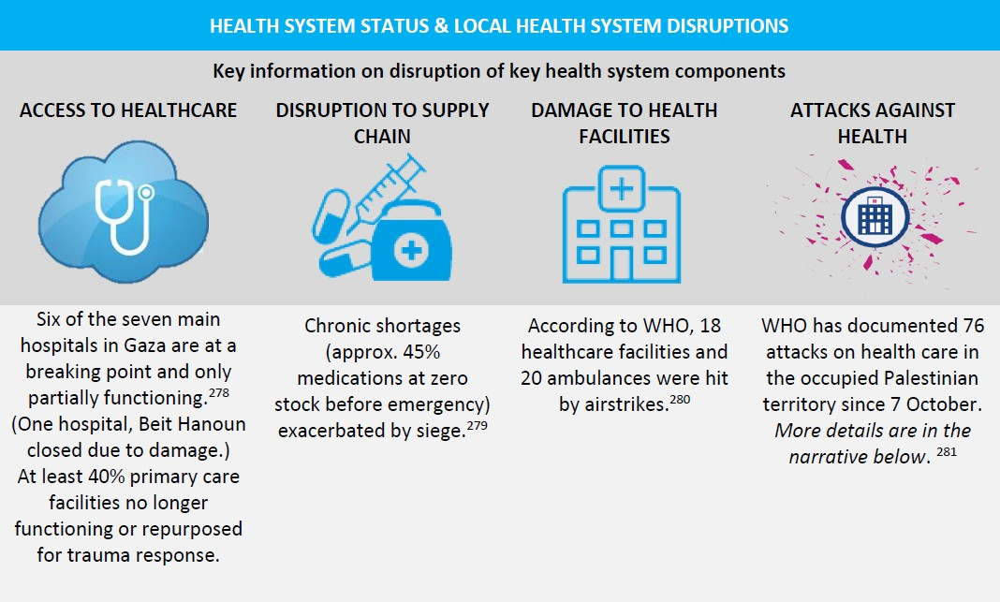 HEALTH SYSTEM STATUS & LOCAL HEALTH SYSTEM DISRUPTIONS
Key information on disruption of key health system components
ACCESS TO HEALTHCARE
Six of the seven main
hospitals in Gaza are at a
breaking point and only
partially functioning.278
(One hospital, Beit Hanoun
closed due to damage.)
At least 40% primary care
facilities no longer
functioning or repurposed
for trauma response.
DISRUPTION TO SUPPLY
CHAIN
Chronic shortages
(approx. 45%
medications at zero
stock before emergency)
exacerbated by siege.279
DAMAGE TO HEALTH
FACILITIES
According to WHO, 18
healthcare facilities and
20 ambulances were hit
by airstrikes.280
ATTACKS AGAINST
HEALTH
WHO has documented 76
attacks on health care in
the occupied Palestinian
territory since 7 October.
More details are in the
narrative below. 281